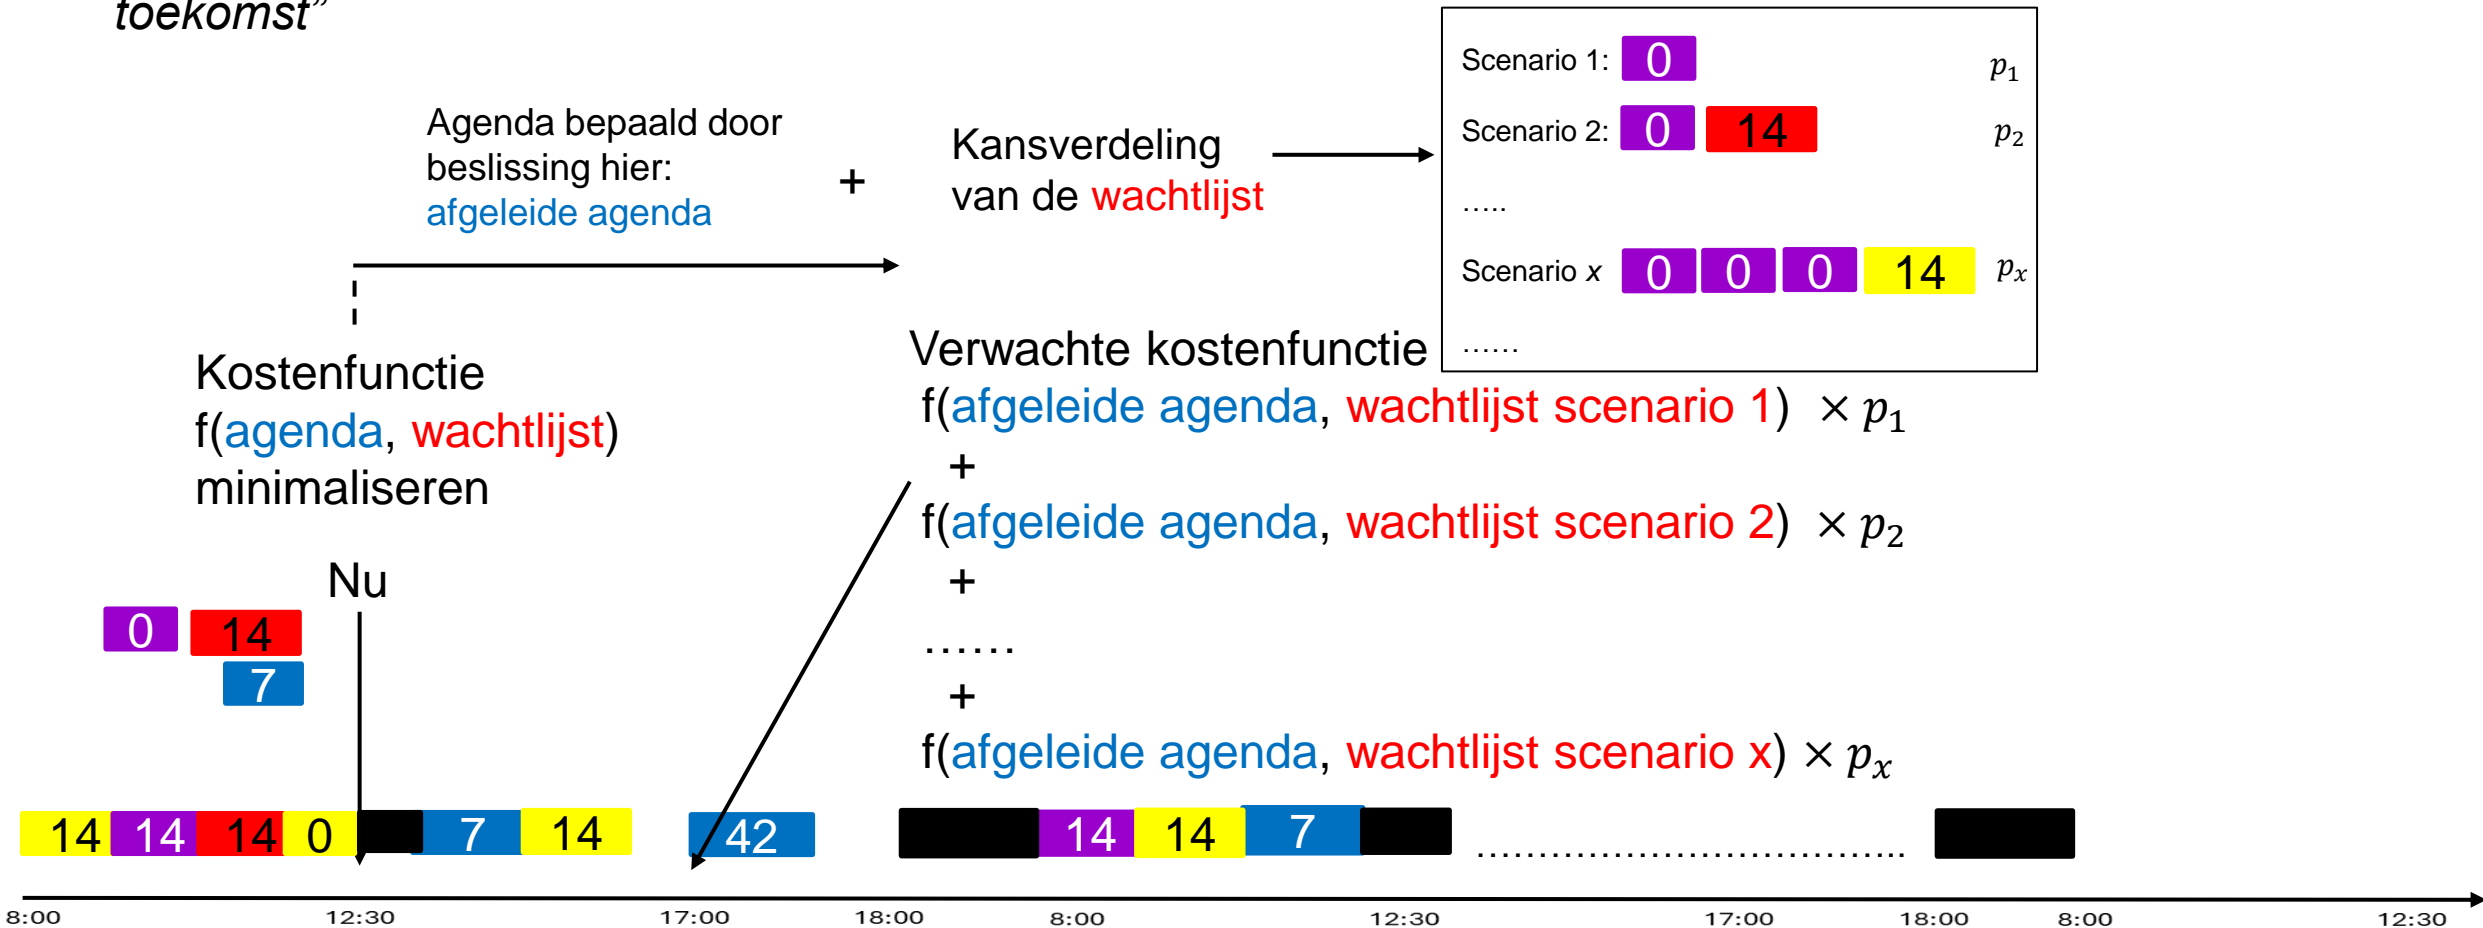 toekomst”
Scenario 1: 0 p₁
Scenario 2: 0 14 p₂
…..
Scenario x 0 0 0 14 pₓ
……
Agenda bepaald door
beslissing hier:
afgeleide agenda
+
Kansverdeling
van de wachtlijst
Kostenfunctie
f(agenda, wachtlijst)
minimaliseren
Verwachte kostenfunctie
f(afgeleide agenda, wachtlijst scenario 1) × p₁
+
f(afgeleide agenda, wachtlijst scenario 2) × p₂
+
……
+
f(afgeleide agenda, wachtlijst scenario x) × pₓ
Nu
0 14
7
14 14 14 0 7 14 42 14 14 7 ……………………………………..
8:00 12:30 17:00 18:00 8:00 12:30 17:00 18:00 8:00 12:30